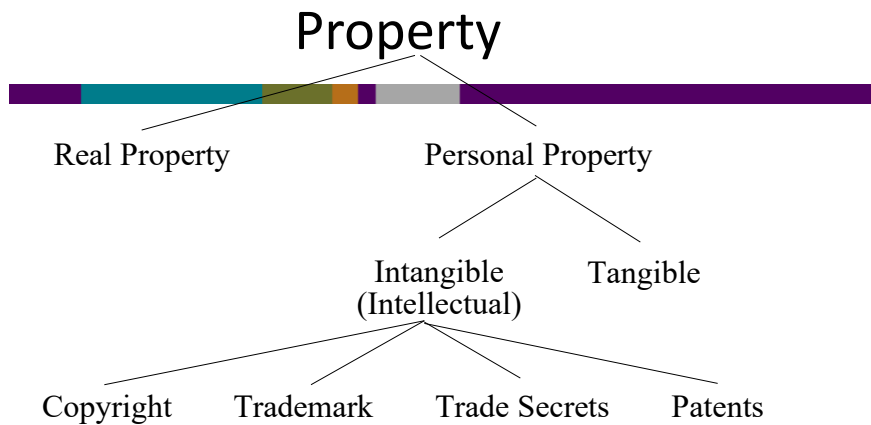 Property
Real Property
Personal Property
Intangible
(Intellectual)
Tangible
Copyright
Trademark
Trade Secrets
Patents